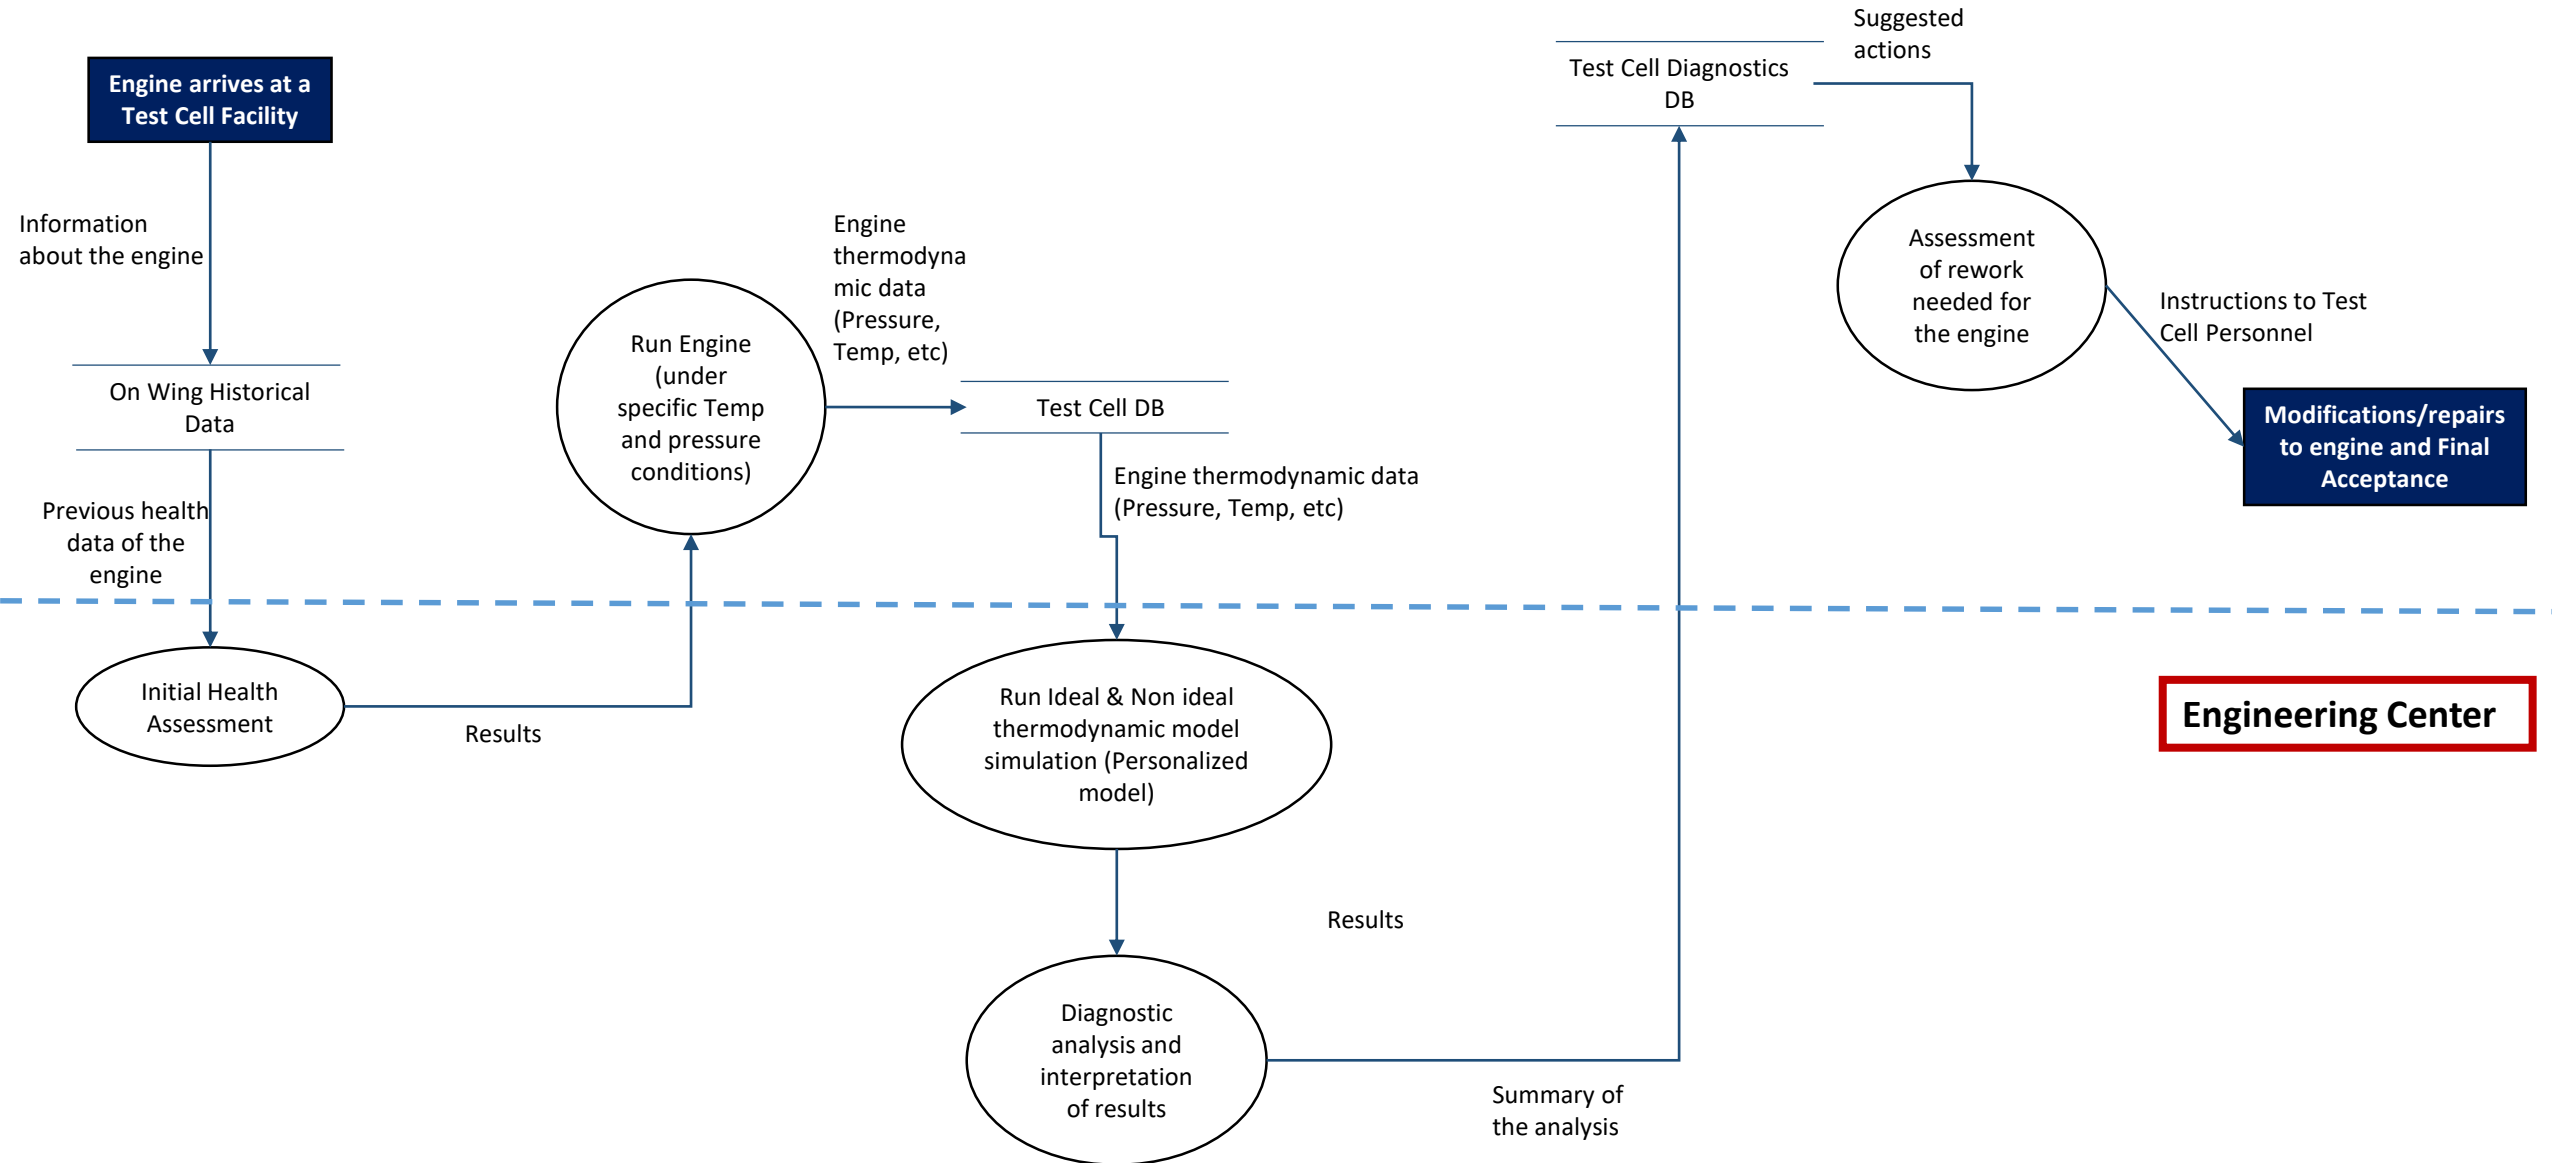 Engine arrives at a
Test Cell Facility
Information
about the engine
On Wing Historical
Data
Previous health
data of the
engine
Initial Health
Assessment
Results
Run Engine
(under
specific Temp
and pressure
conditions)
Engine
thermodyna
mic data
(Pressure,
Temp, etc)
Test Cell DB
Engine thermodynamic data
(Pressure, Temp, etc)
Run Ideal & Non ideal
thermodynamic model
simulation (Personalized
model)
Results
Diagnostic
analysis and
interpretation
of results
Summary of
the analysis
Test Cell Diagnostics
DB
Suggested
actions
Assessment
of rework
needed for
the engine
Instructions to Test
Cell Personnel
Modifications/repairs
to engine and Final
Acceptance
Engineering Center